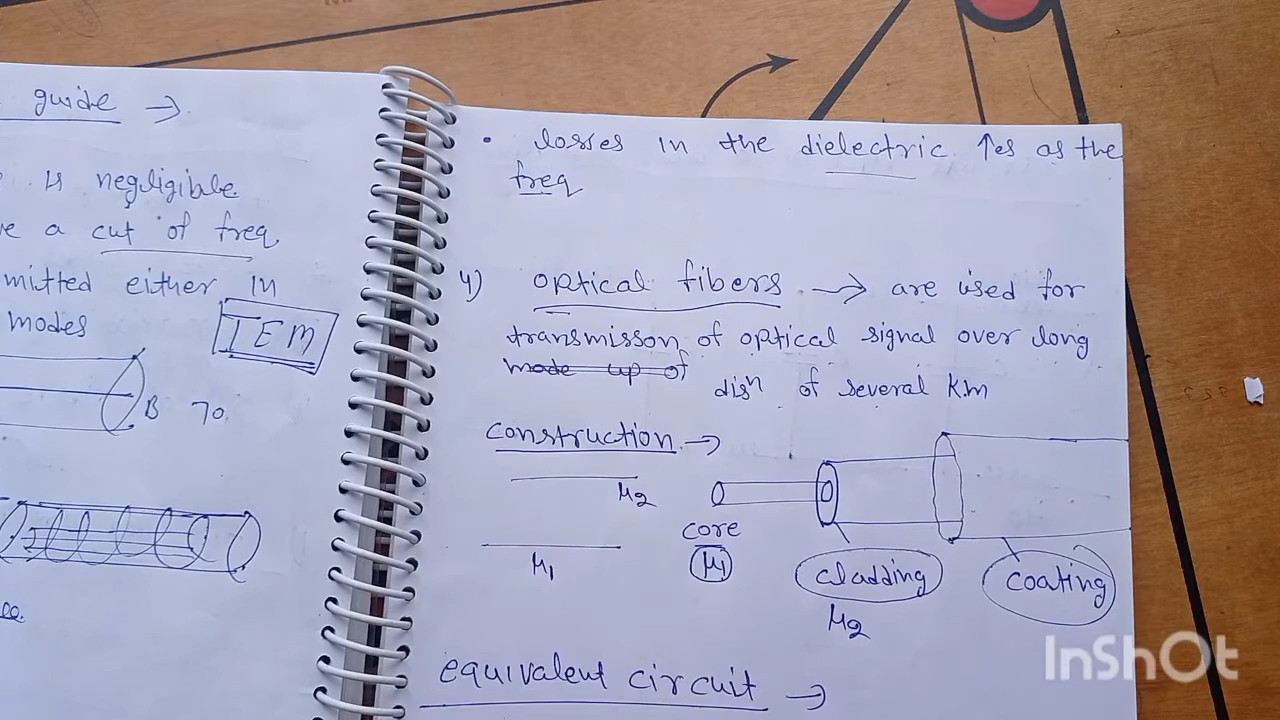 guide →
is negligible
ve a cut of freq.
mitted either in
modes
TEM
B 70
• losses in the dielectric ↑es as the
freq
4) optical fibers → are used for
transmisson of optical signal over long
made up of disn of several K.m
construction →
μ2
μ1
core
μ1
cladding
μ2
coating
equivalent circuit →
InShOt